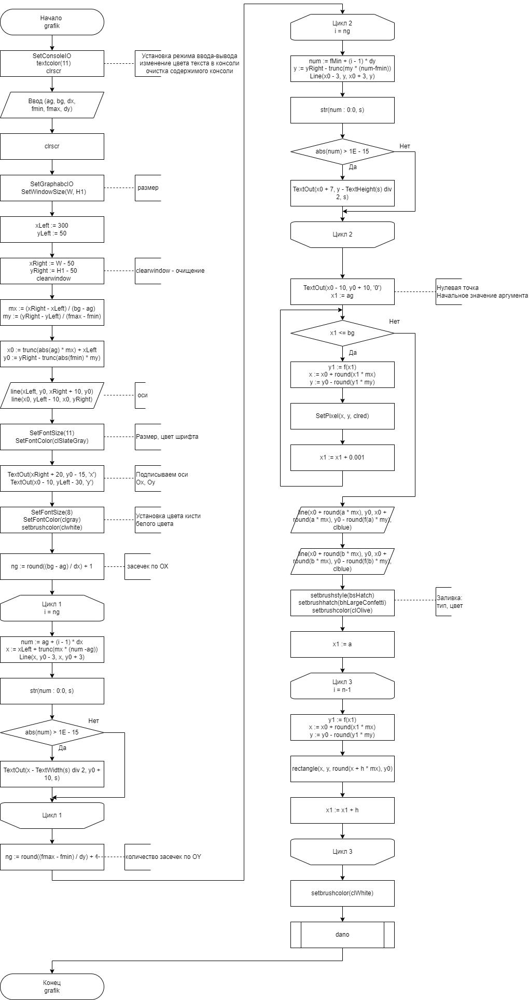 Начало
grafik
SetConsoleIO
textcolor(11)
clrscr
Установка режима ввода-вывода
изменение цвета текста в консоли
очистка содержимого консоли
Ввод (ag, bg, dx,
fmin, fmax, dy)
clrscr
SetGraphabcIO
SetWindowSize(W, H1)
размер
xLeft := 300
yLeft := 50
xRight := W - 50
yRight := H1 - 50
clearwindow
clearwindow - очищение
mx := (xRight - xLeft) / (bg - ag)
my := (yRight - yLeft) / (fmax - fmin)
x0 := trunc(abs(ag) * mx) + xLeft
y0 := yRight - trunc(abs(fmin) * my)
line(xLeft, y0, xRight + 10, y0)
line(x0, yLeft - 10, x0, yRight)
оси
SetFontSize(11)
SetFontColor(clSlateGray)
Размер, цвет шрифта
TextOut(xRight + 20, y0 - 15, 'x')
TextOut(x0 - 10, yLeft - 30, 'y')
Подписываем оси
Ox, Oy
SetFontSize(8)
SetFontColor(clgray)
setbrushcolor(clwhite)
Установка цвета кисти
белого цвета
ng := round((bg - ag) / dx) + 1
засечек по OX
Цикл 1
i = ng
num := ag + (i - 1) * dx
x := xLeft + trunc(mx * (num -ag))
Line(x, y0 - 3, x, y0 + 3)
str(num : 0:0, s)
abs(num) > 1E - 15
Нет
Да
TextOut(x - TextWidth(s) div 2, y0 +
10, s)
Цикл 1
ng := round((fmax - fmin) / dy) + 1
количество засечек по OY
Цикл 2
i = ng
num := fMin + (i - 1) * dy
y := yRight - trunc(my * (num-fmin))
Line(x0 - 3, y, x0 + 3, y)
str(num : 0:0, s)
abs(num) > 1E - 15
Нет
Да
TextOut(x0 + 7, y - TextHeight(s) div
2, s)
Цикл 2
TextOut(x0 - 10, y0 + 10, '0')
x1 := ag
Нулевая точка
Начальное значение аргумента
x1 <= bg
Нет
Да
y1 := f(x1)
x := x0 + round(x1 * mx)
y := y0 - round(y1 * my)
SetPixel(x, y, clred)
x1 := x1 + 0.001
line(x0 + round(a * mx), y0, x0 +
round(a * mx), y0 - round(f(a) * my),
clblue)
line(x0 + round(b * mx), y0, x0 +
round(b * mx), y0 - round(f(b) * my),
clblue)
setbrushstyle(bsHatch)
setbrushhatch(bhLargeConfetti)
setbrushcolor(clOlive)
Заливка:
тип, цвет
x1 := a
Цикл 3
i = n-1
y1 := f(x1)
x := x0 + round(x1 * mx)
y := y0 - round(y1 * my)
rectangle(x, y, round(x + h * mx), y0)
x1 := x1 + h
Цикл 3
setbrushcolor(clWhite)
dano
Конец
grafik